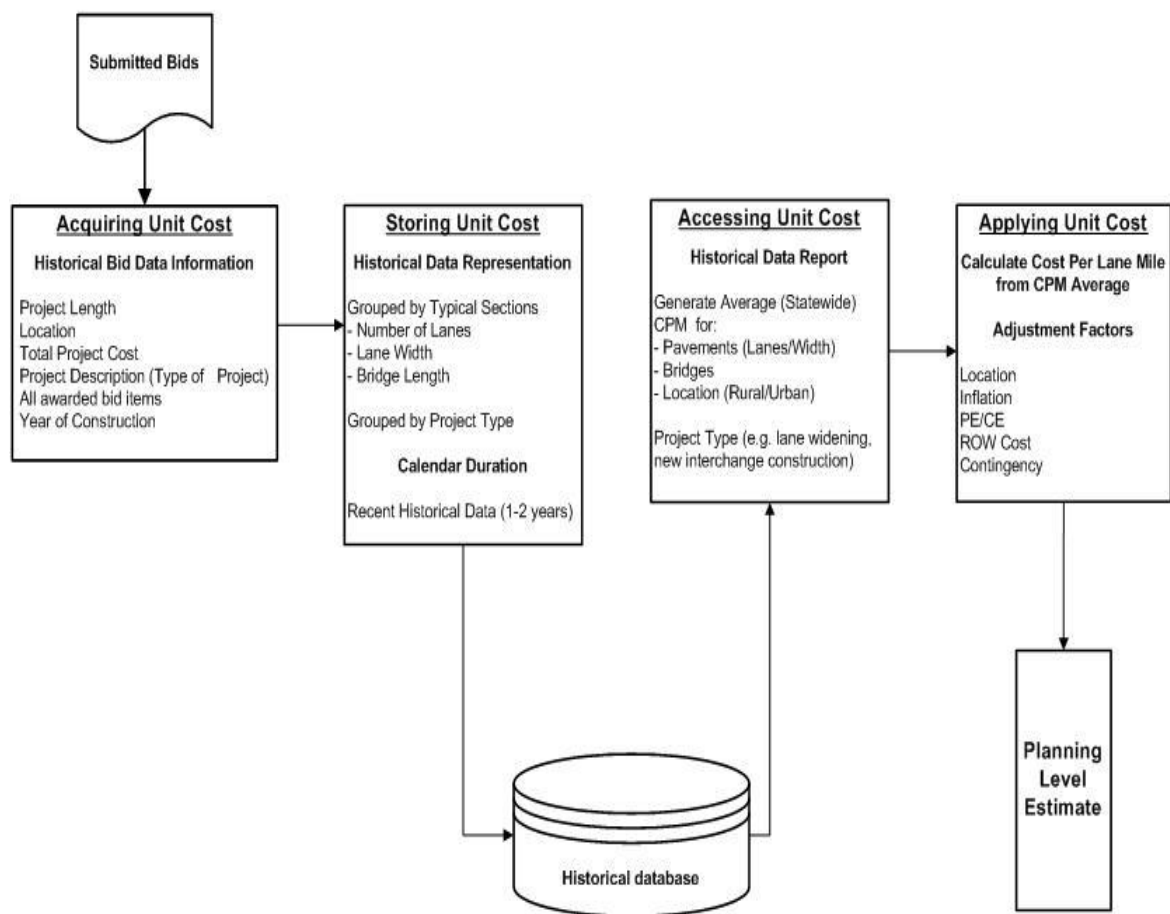 Submitted Bids
Acquiring Unit Cost
Historical Bid Data Information
Project Length
Location
Total Project Cost
Project Description (Type of Project)
All awarded bid items
Year of Construction
Storing Unit Cost
Historical Data Representation
Grouped by Typical Sections
- Number of Lanes
- Lane Width
- Bridge Length
Grouped by Project Type
Calendar Duration
Recent Historical Data (1-2 years)
Historical database
Accessing Unit Cost
Historical Data Report
Generate Average (Statewide)
CPM for:
- Pavements (Lanes/Width)
- Bridges
- Location (Rural/Urban)
Project Type (e.g. lane widening,
new interchange construction)
Applying Unit Cost
Calculate Cost Per Lane Mile
from CPM Average
Adjustment Factors
Location
Inflation
PE/CE
ROW Cost
Contingency
Planning
Level
Estimate